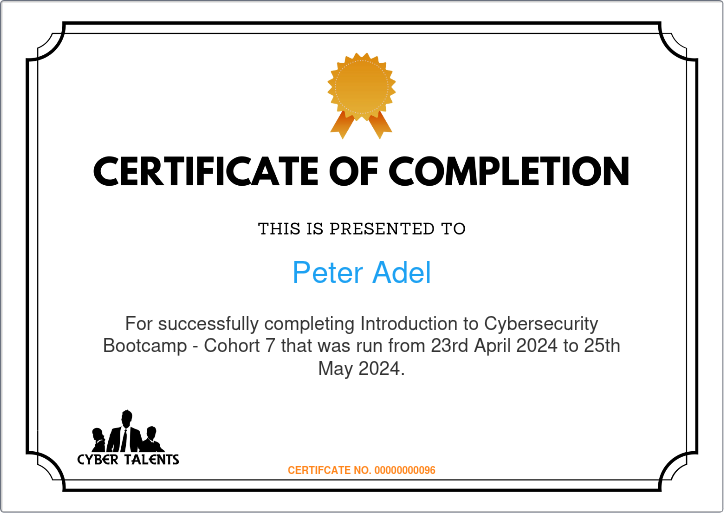 CERTIFICATE OF COMPLETION
THIS IS PRESENTED TO
Peter Adel
For successfully completing Introduction to Cybersecurity
Bootcamp - Cohort 7 that was run from 23rd April 2024 to 25th
May 2024.
CYBER TALENTS
CERTIFCATE NO. 00000000096